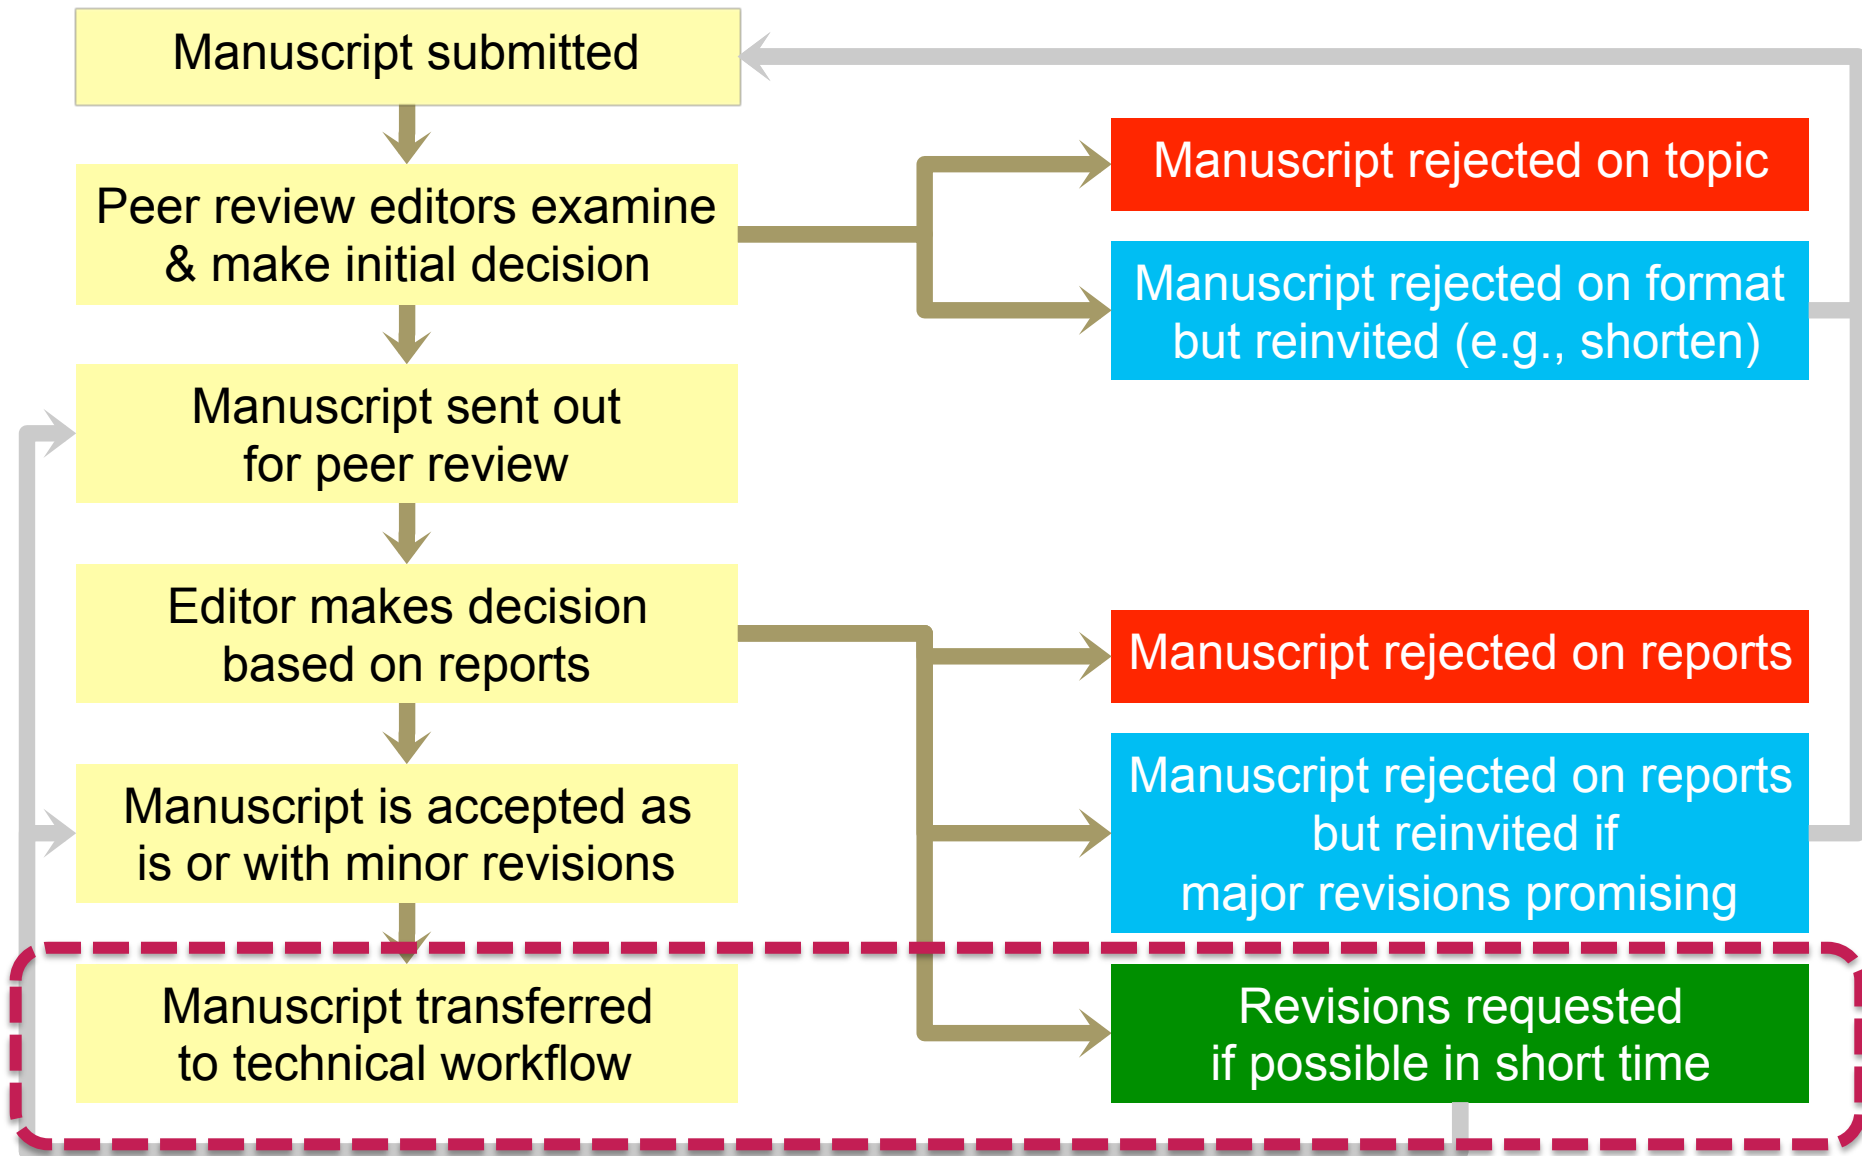 Manuscript submitted
Peer review editors examine
& make initial decision
Manuscript sent out
for peer review
Editor makes decision
based on reports
Manuscript is accepted as
is or with minor revisions
Manuscript transferred
to technical workflow
Manuscript rejected on topic
Manuscript rejected on format
but reinvited (e.g., shorten)
Manuscript rejected on reports
Manuscript rejected on reports
but reinvited if
major revisions promising
Revisions requested
if possible in short time